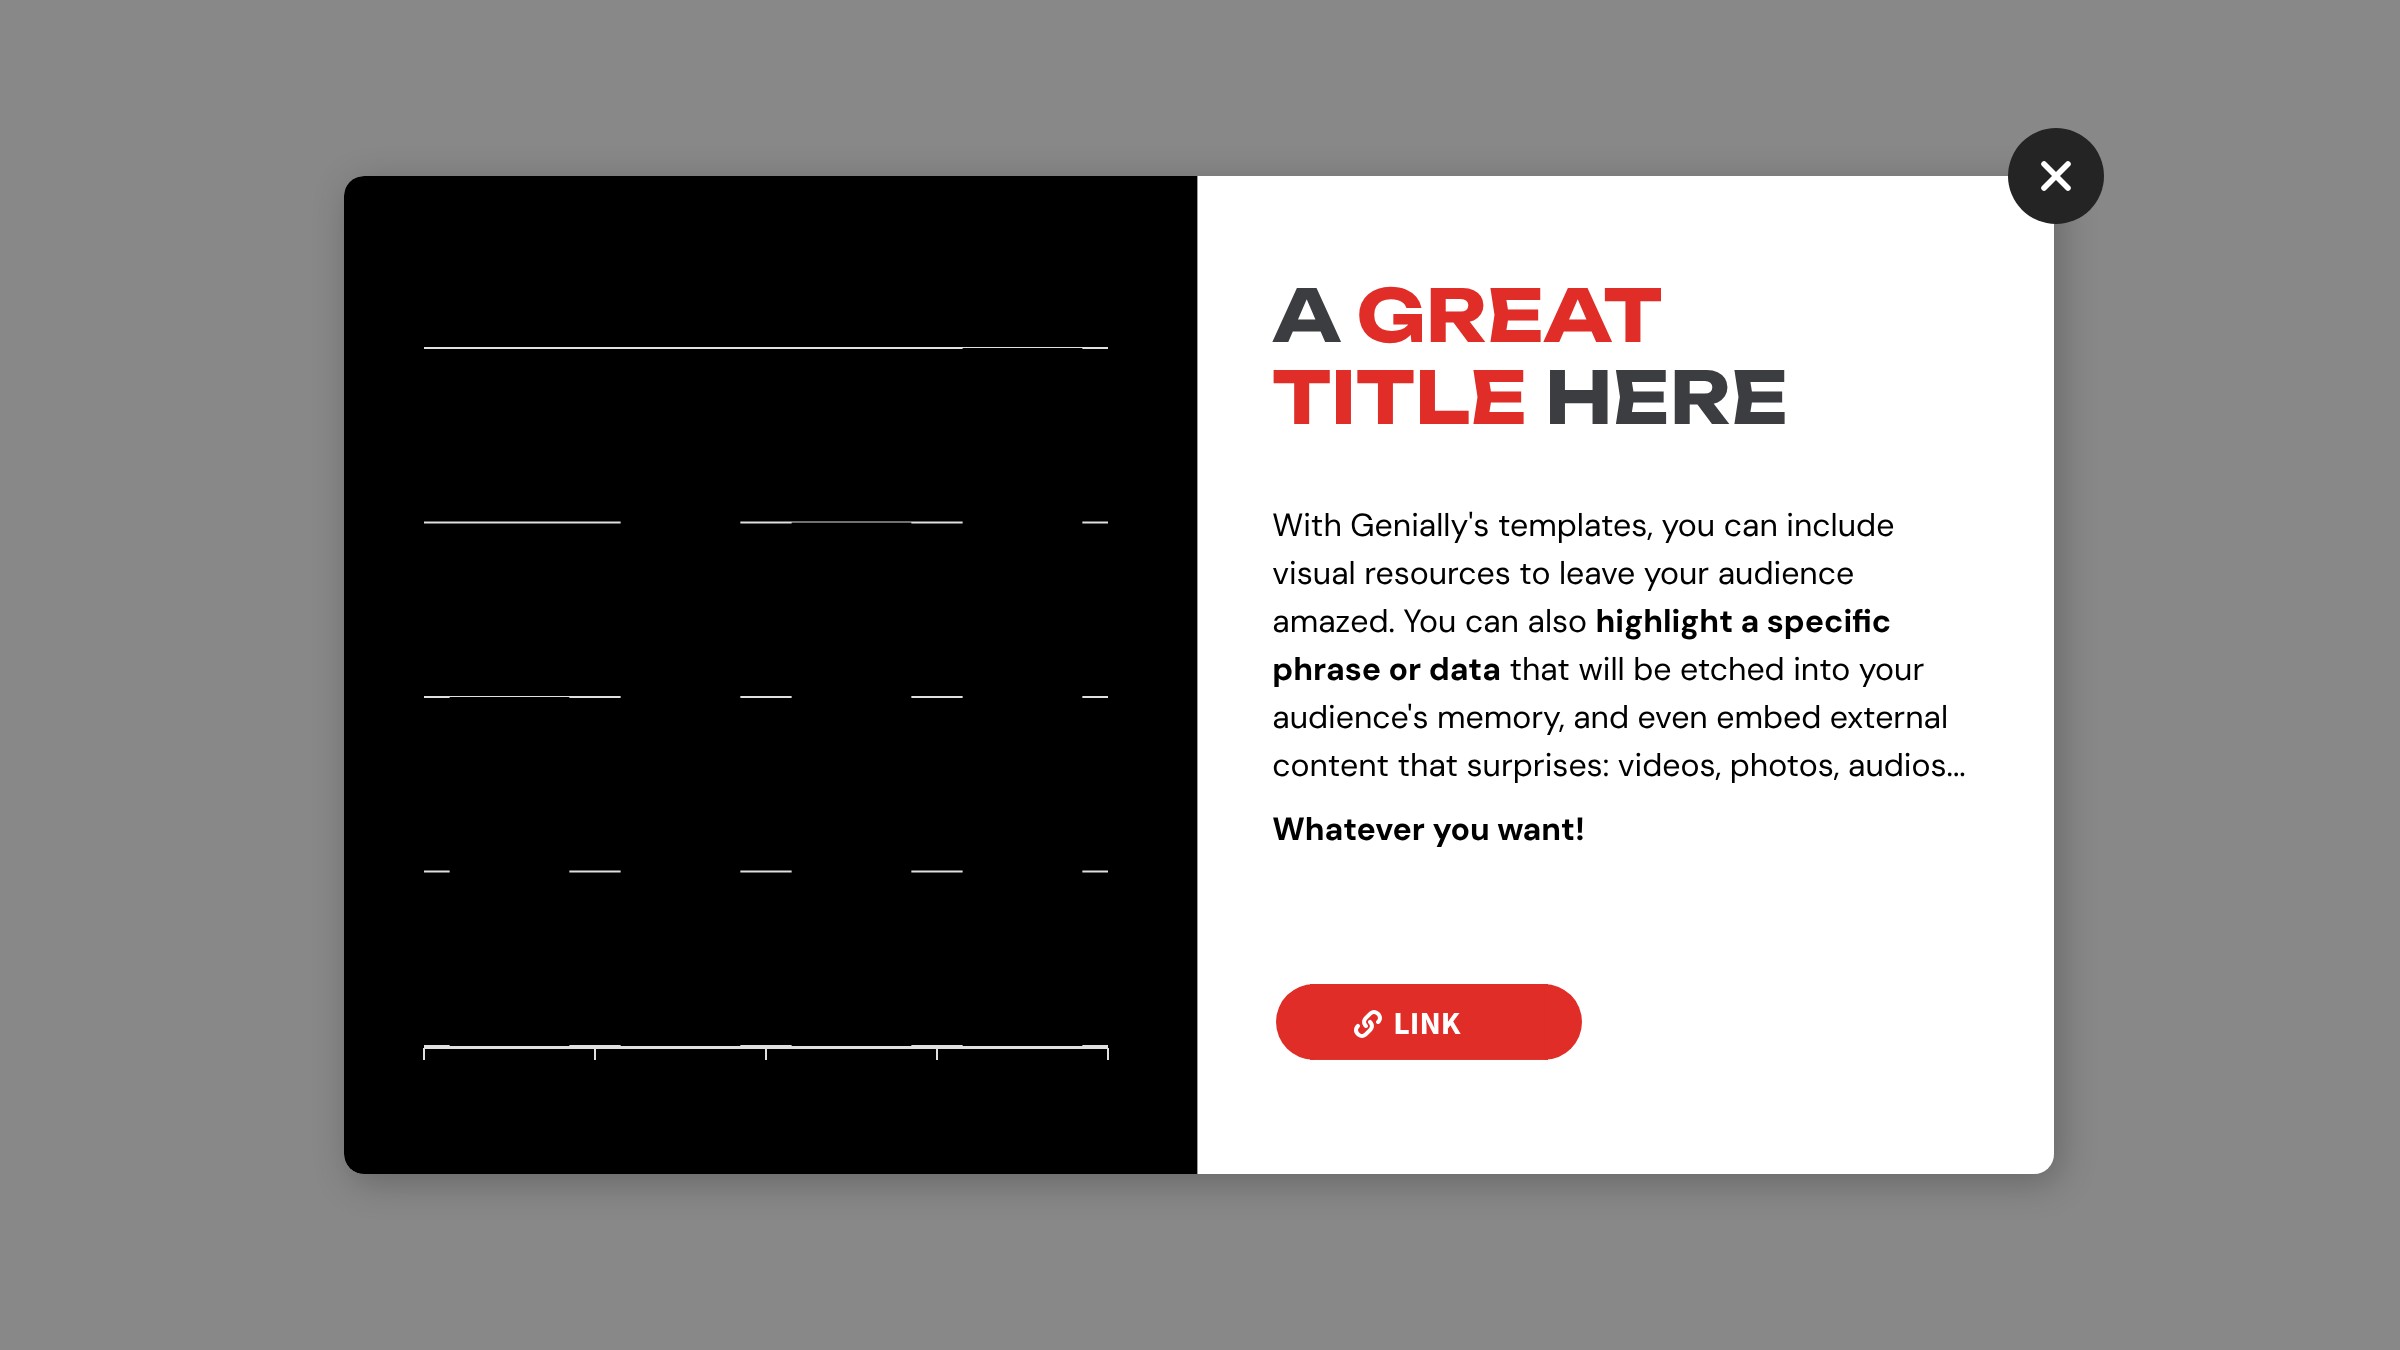 A GREAT
TITLE HERE
With Genially's templates, you can include
visual resources to leave your audience
amazed. You can also highlight a specific
phrase or data that will be etched into your
audience's memory, and even embed external
content that surprises: videos, photos, audios...
Whatever you want!
LINK